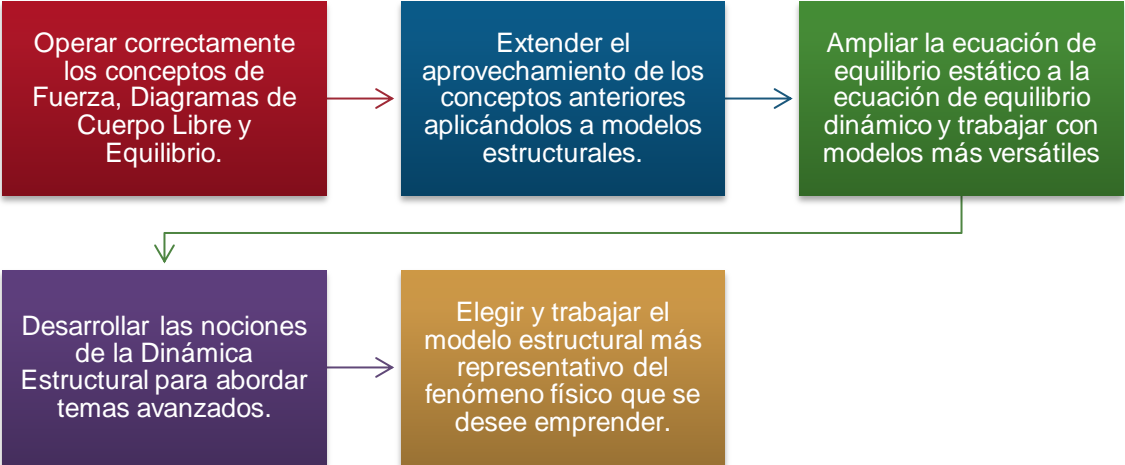 Operar correctamente
los conceptos de
Fuerza, Diagramas de
Cuerpo Libre y
Equilibrio.
Extender el
aprovechamiento de los
conceptos anteriores
aplicándolos a modelos
estructurales.
Ampliar la ecuación de
equilibrio estático a la
ecuación de equilibrio
dinámico y trabajar con
modelos más versátiles
Desarrollar las nociones
de la Dinámica
Estructural para abordar
temas avanzados.
Elegir y trabajar el
modelo estructural más
representativo del
fenómeno físico que se
desee emprender.